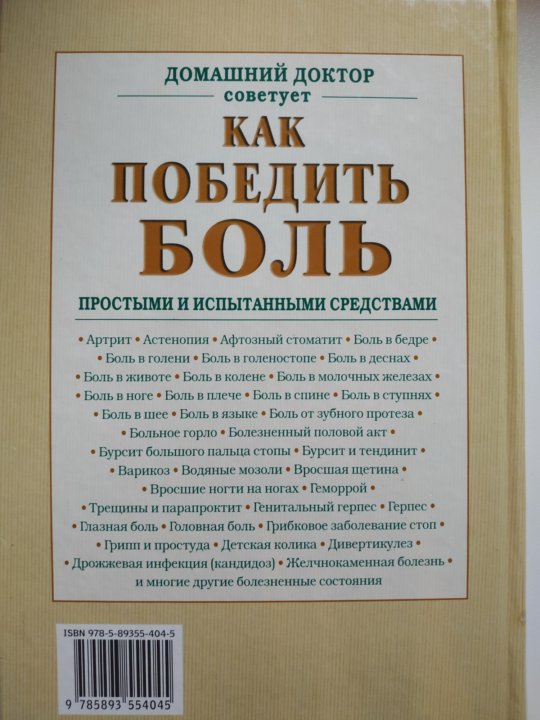 ДОМАШНИЙ ДОКТОР
советует
КАК
ПОБЕДИТЬ
БОЛЬ
ПРОСТЫМИ И ИСПЫТАННЫМИ СРЕДСТВАМИ
• Артрит • Астенопия • Афтозный стоматит • Боль в бедре •
• Боль в голени • Боль в голеностопе • Боль в деснах •
• Боль в животе • Боль в колене • Боль в молочных железах •
• Боль в ноге • Боль в плече • Боль в спине • Боль в ступнях •
• Боль в шее • Боль в языке • Боль от зубного протеза •
• Больное горло • Болезненный половой акт •
• Бурсит большого пальца стопы • Бурсит и тендинит •
• Варикоз • Водяные мозоли • Вросшая щетина •
• Вросшие ногти на ногах • Геморрой •
• Трещины и парапроктит • Генитальный герпес • Герпес •
• Глазная боль • Головная боль • Грибковое заболевание стоп •
• Грипп и простуда • Детская колика • Дивертикулез •
• Дрожжевая инфекция (кандидоз) • Желчнокаменная болезнь •
и многие другие болезненные состояния
ISBN 978-5-89355-404-5
9 785893 554045